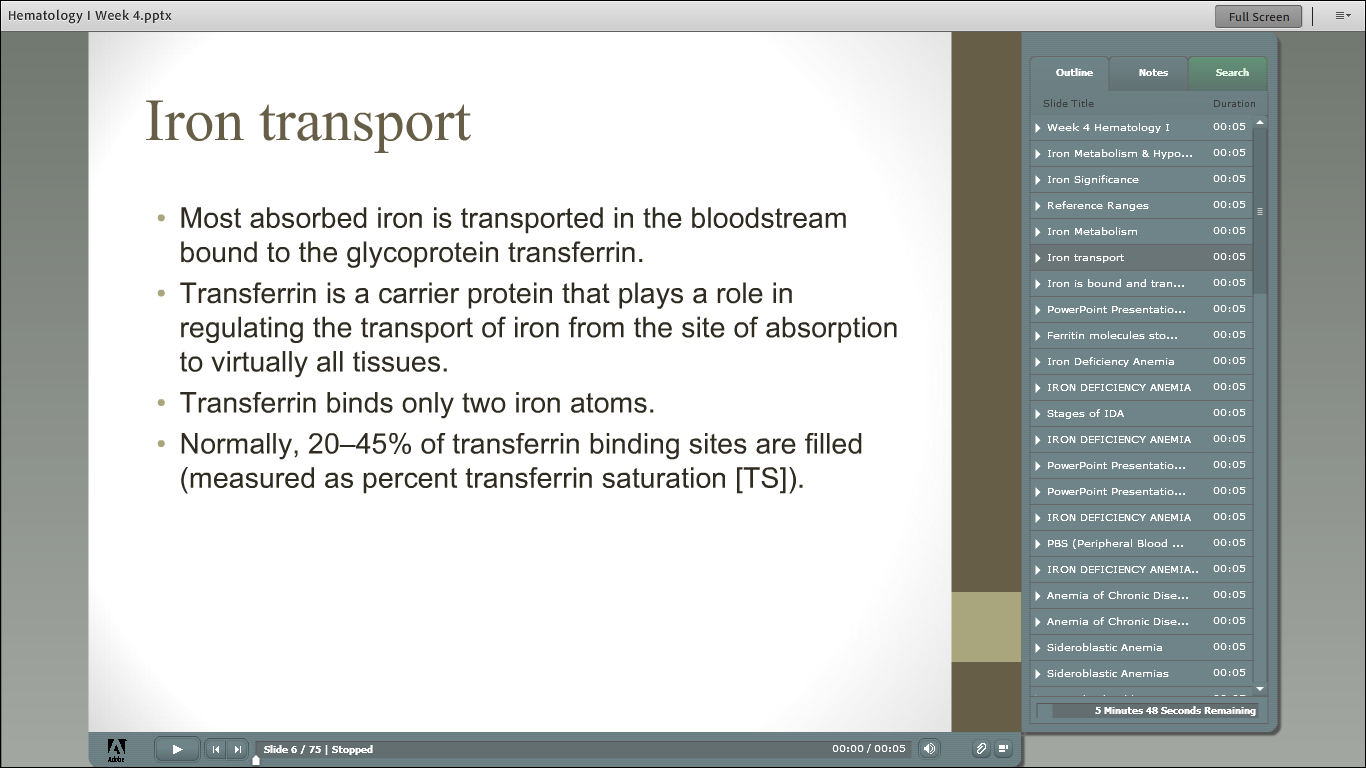 Hematology I Week 4.pptx
Full Screen
Iron transport
• Most absorbed iron is transported in the bloodstream
bound to the glycoprotein transferrin.
• Transferrin is a carrier protein that plays a role in
regulating the transport of iron from the site of absorption
to virtually all tissues.
• Transferrin binds only two iron atoms.
• Normally, 20–45% of transferrin binding sites are filled
(measured as percent transferrin saturation [TS]).
Outline Notes Search
Slide Title Duration
Week 4 Hematology I 00:05
Iron Metabolism & Hypo... 00:05
Iron Significance 00:05
Reference Ranges 00:05
Iron Metabolism 00:05
Iron transport 00:05
Iron is bound and tran... 00:05
PowerPoint Presentatio... 00:05
Ferritin molecules sto... 00:05
Iron Deficiency Anemia 00:05
IRON DEFICIENCY ANEMIA 00:05
Stages of IDA 00:05
IRON DEFICIENCY ANEMIA 00:05
PowerPoint Presentatio... 00:05
PowerPoint Presentatio... 00:05
IRON DEFICIENCY ANEMIA 00:05
PBS (Peripheral Blood ... 00:05
IRON DEFICIENCY ANEMIA.. 00:05
Anemia of Chronic Dise... 00:05
Anemia of Chronic Dise... 00:05
Sideroblastic Anemia 00:05
Sideroblastic Anemias 00:05
5 Minutes 48 Seconds Remaining
Adobe
Slide 6 / 75 | Stopped 00:00 / 00:05